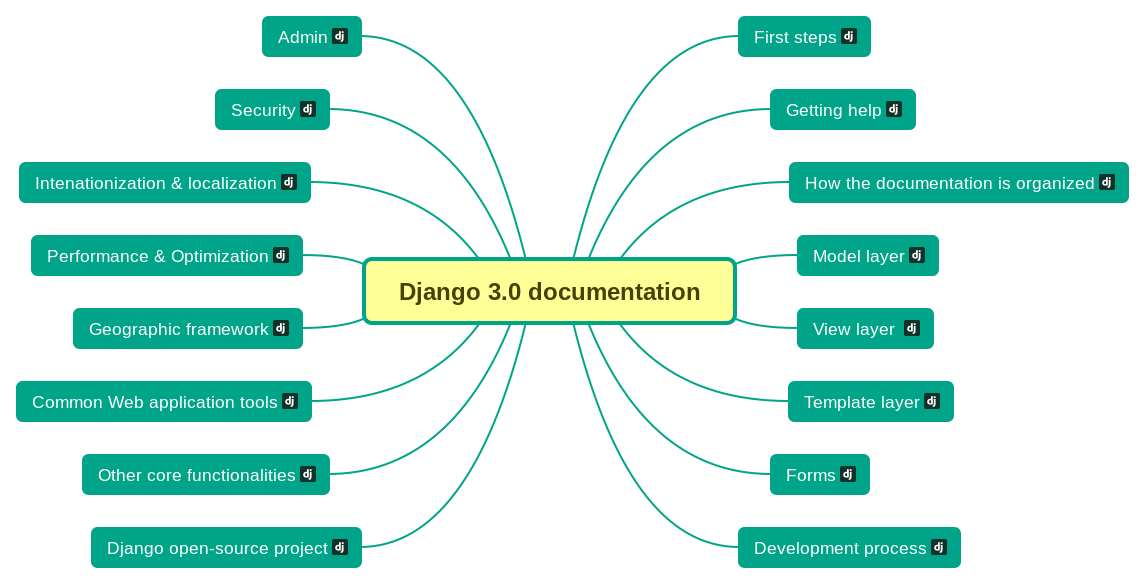 Admin dj
First steps dj
Security dj
Getting help dj
Intenationization & localization dj
How the documentation is organized dj
Performance & Optimization dj
Model layer dj
Django 3.0 documentation
Geographic framework dj
View layer dj
Common Web application tools dj
Template layer dj
Other core functionalities dj
Forms dj
Django open-source project dj
Development process dj